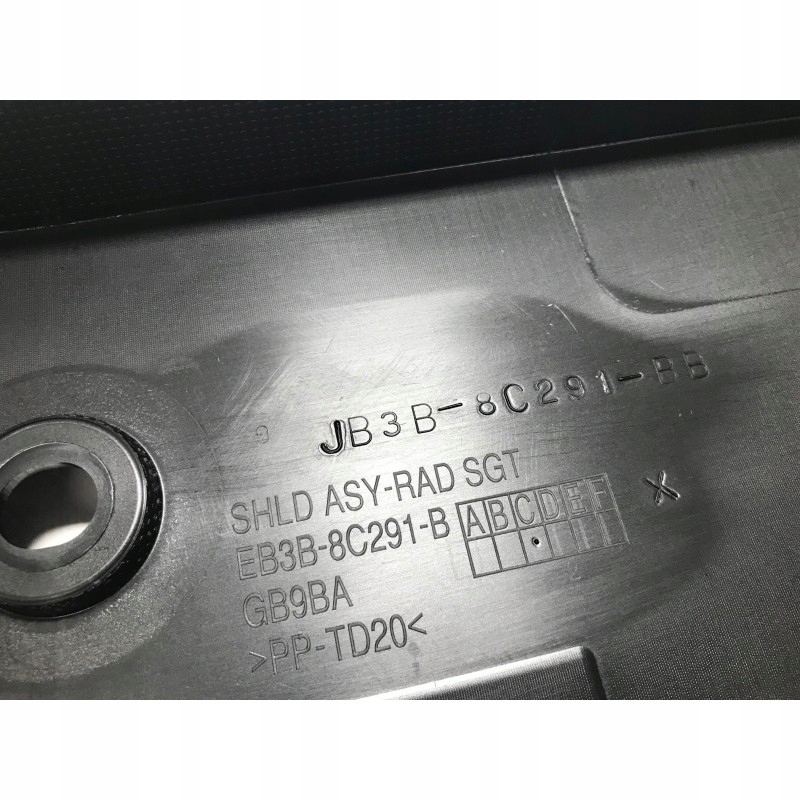 JB3B-8C291-BB
SHLD ASY-RAD SGT
EB3B-8C291-B ABCDEF
GB9BA
>PP-TD20<